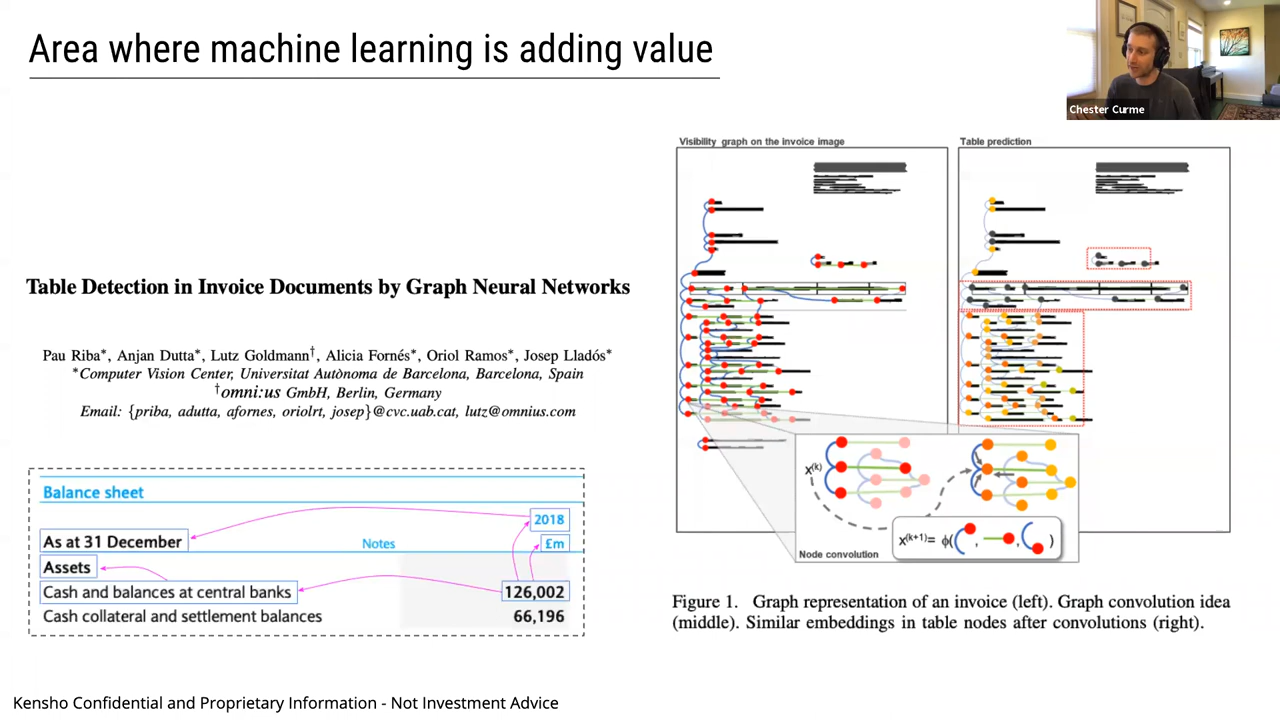 Area where machine learning is adding value
Chester Curme
Table Detection in Invoice Documents by Graph Neural Networks
Pau Riba*, Anjan Dutta*, Lutz Goldmann†, Alicia Fornés*, Oriol Ramos*, Josep Lladós*
*Computer Vision Center, Universitat Autònoma de Barcelona, Barcelona, Spain
†omni:us GmbH, Berlin, Germany
Email: {priba, adutta, afornes, oriolrt, josep}@cvc.uab.cat, lutz@omnius.com
Balance sheet
2018
As at 31 December
Notes
£m
Assets
Cash and balances at central banks 126,002
Cash collateral and settlement balances 66,196
Visibility graph on the invoice image
Table prediction
x(k)
x(k+1)= ϕ( , , )
Node convolution
Figure 1. Graph representation of an invoice (left). Graph convolution idea
(middle). Similar embeddings in table nodes after convolutions (right).
Kensho Confidential and Proprietary Information - Not Investment Advice